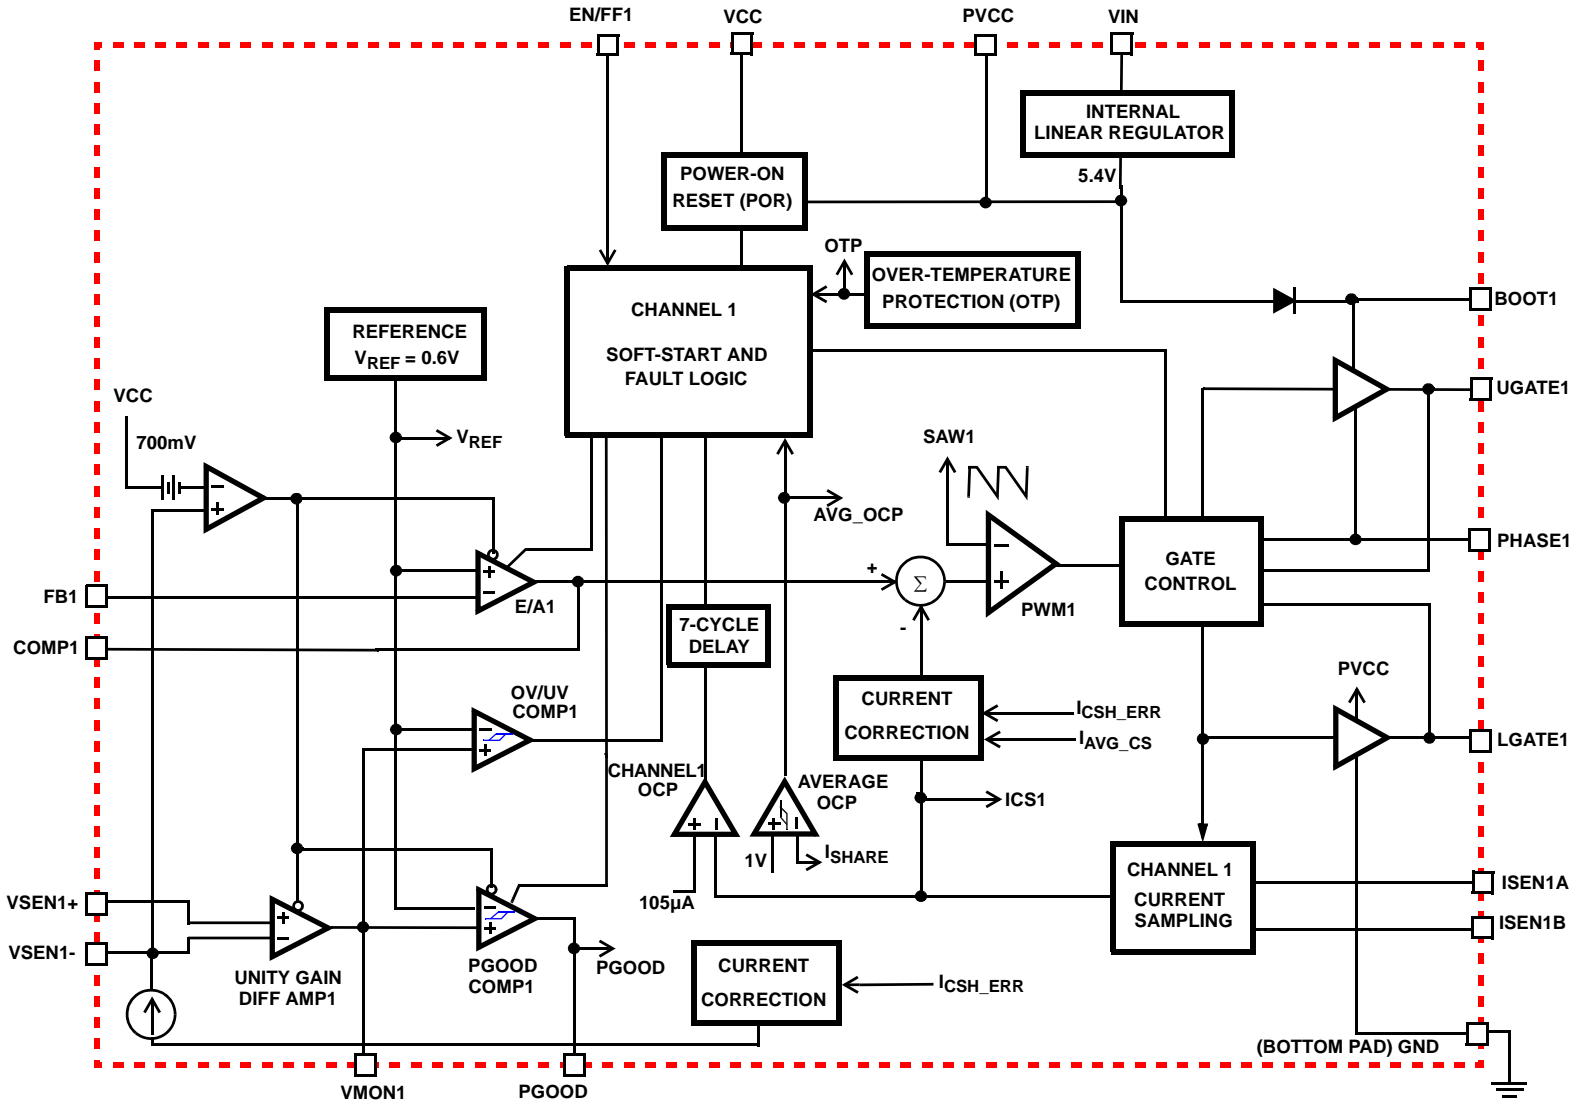 EN/FF1
VCC
PVCC
VIN
INTERNAL
LINEAR REGULATOR
5.4V
POWER-ON
RESET (POR)
OTP
OVER-TEMPERATURE
PROTECTION (OTP)
CHANNEL 1
SOFT-START AND
FAULT LOGIC
BOOT1
REFERENCE
VREF = 0.6V
VCC
700mV
VREF
UGATE1
SAW1
AVG_OCP
−
+
−
+
PHASE1
GATE
CONTROL
+
Σ
-
PWM1
+
−
E/A1
FB1
COMP1
7-CYCLE
DELAY
PVCC
OV/UV
COMP1
−
+
CURRENT
CORRECTION
ICSH_ERR
IAVG_CS
LGATE1
CHANNEL1
OCP
AVERAGE
OCP
ICS1
+ −
+ −
1V
ISHARE
105µA
CHANNEL 1
CURRENT
SAMPLING
ISEN1A
ISEN1B
VSEN1+
VSEN1-
+
−
−
+
UNITY GAIN
DIFF AMP1
PGOOD
COMP1
PGOOD
CURRENT
CORRECTION
ICSH_ERR
(BOTTOM PAD) GND
VMON1
PGOOD